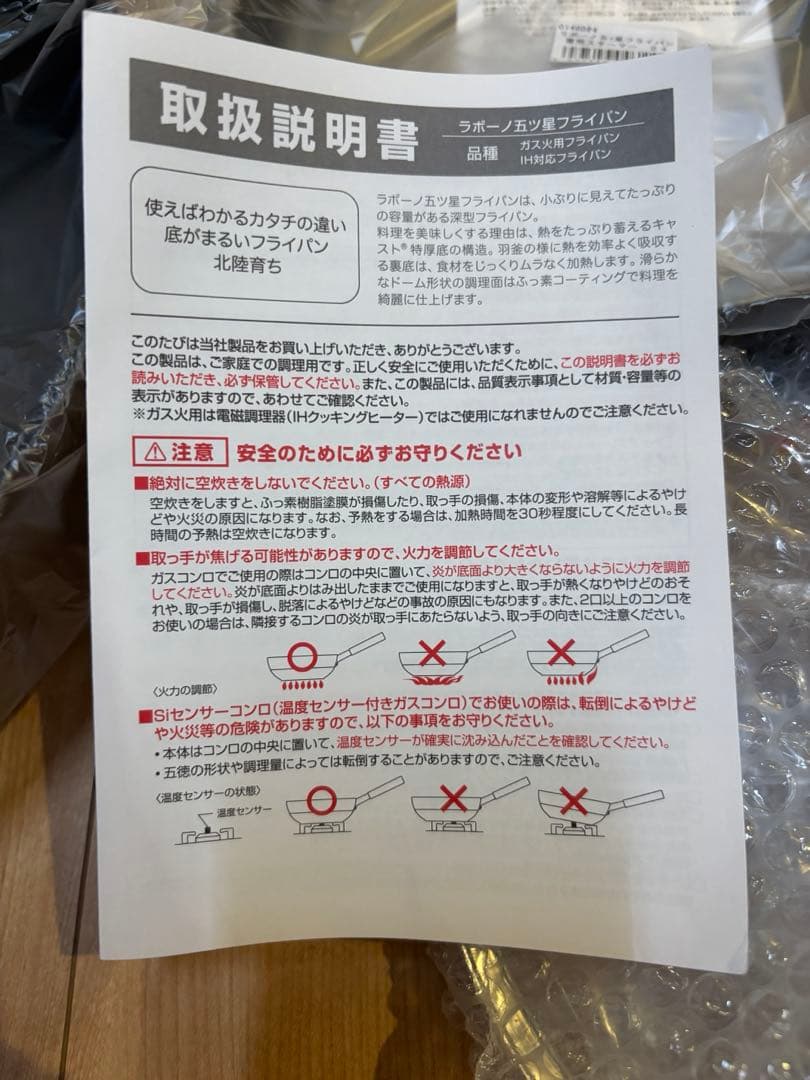 取扱説明書
ラボーノ五ツ星フライパン
品種
ガス火用フライパン
IH対応フライパン
使えばわかるカタチの違い
底がまるいフライパン
北陸育ち
ラボーノ五ツ星フライパンは、小ぶりに見えてたっぷり
の容量がある深型フライパン。
料理を美味しくする理由は、熱をたっぷり蓄えるキャ
スト®特厚底の構造。羽釜の様に熱を効率よく吸収す
る裏底は、食材をじっくりムラなく加熱します。滑らか
なドーム形状の調理面はふっ素コーティングで料理を
綺麗に仕上げます。
このたびは当社製品をお買い上げいただき、ありがとうございます。
この製品は、ご家庭での調理用です。正しく安全にご使用いただくために、この説明書を必ずお
読みいただき、必ず保管してください。また、この製品には、品質表示事項として材質・容量等の
表示がありますので、あわせてご確認ください。
※ガス火用は電磁調理器(IHクッキングヒーター)ではご使用になれませんのでご注意ください。
⚠注意 安全のために必ずお守りください
■絶対に空炊きをしないでください。(すべての熱源)
空炊きをしますと、ふっ素樹脂塗膜が損傷したり、取っ手の損傷、本体の変形や溶解等によるやけ
どや火災の原因になります。なお、予熱をする場合は、加熱時間を30秒程度にしてください。長
時間の予熱は空炊きになります。
■取っ手が焦げる可能性がありますので、火力を調節してください。
ガスコンロでご使用の際はコンロの中央に置いて、炎が底面より大きくならないように火力を調節
してください。炎が底面よりはみ出したままでご使用になりますと、取っ手が熱くなりやけどのおそ
れや、取っ手が損傷し、脱落によるやけどなどの事故の原因にもなります。また、2口以上のコンロを
お使いの場合は、隣接するコンロの炎が取っ手にあたらないよう、取っ手の向きにご注意ください。
〈火力の調節〉
■Siセンサーコンロ(温度センサー付きガスコンロ)でお使いの際は、転倒によるやけど
や火災等の危険がありますので、以下の事項をお守りください。
・本体はコンロの中央に置いて、温度センサーが確実に沈み込んだことを確認してください。
・五徳の形状や調理量によっては転倒することがありますので、ご注意ください。
〈温度センサーの状態〉
温度センサー